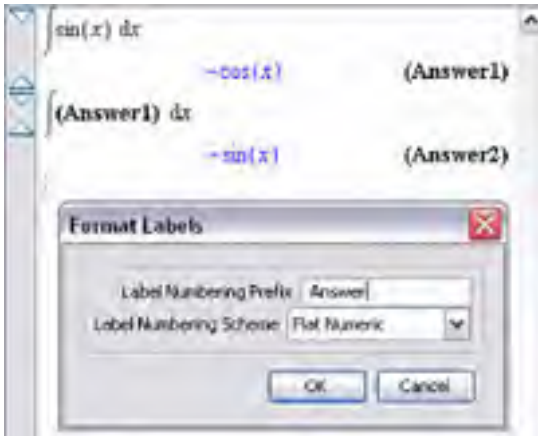 ∫sin(x) dx
-cos(x) (Answer1)
∫(Answer1) dx
-sin(x) (Answer2)
Format Labels
Label Numbering Prefix Answer
Label Numbering Scheme Flat Numeric
OK Cancel